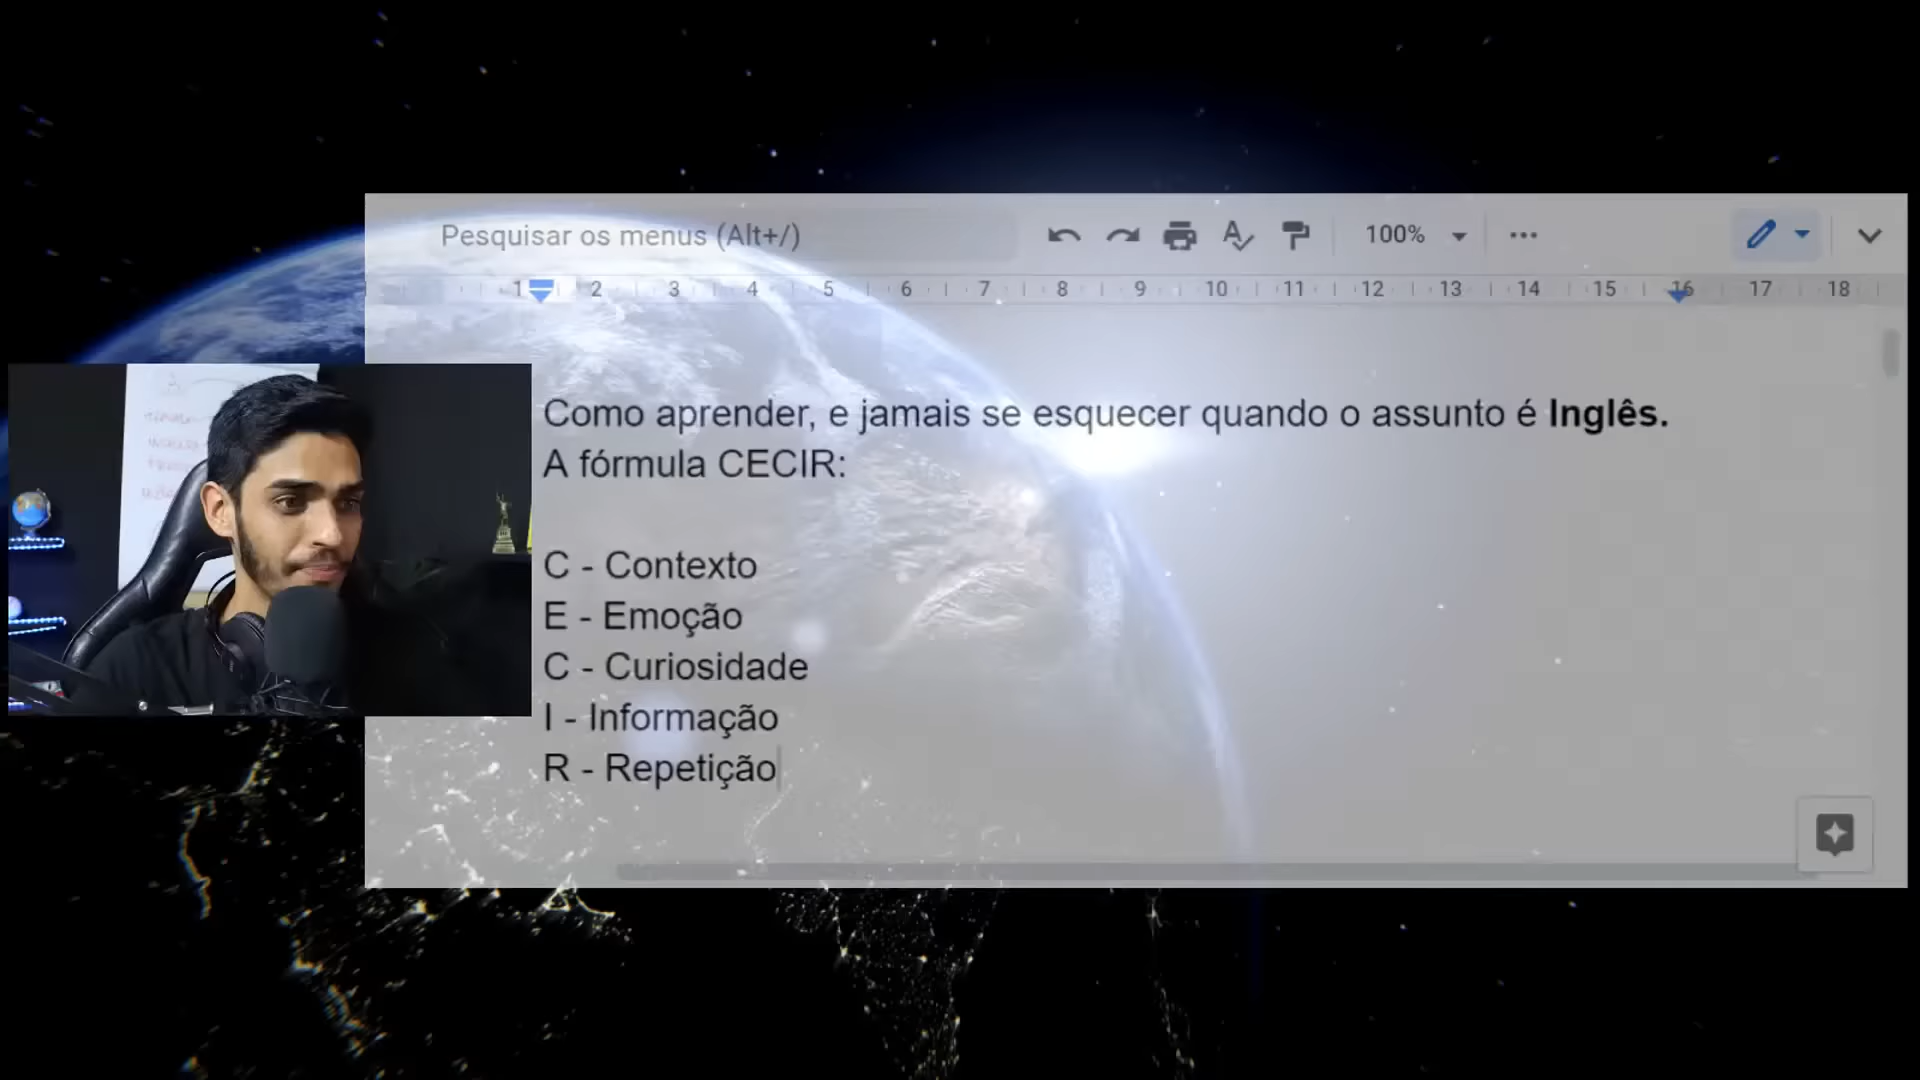 Pesquisar os menus (Alt+/)
100%
1 2 3 4 5 6 7 8 9 10 11 12 13 14 15 16 17 18
Como aprender, e jamais se esquecer quando o assunto é Inglês.
A fórmula CECIR:
C - Contexto
E - Emoção
C - Curiosidade
I - Informação
R - Repetição